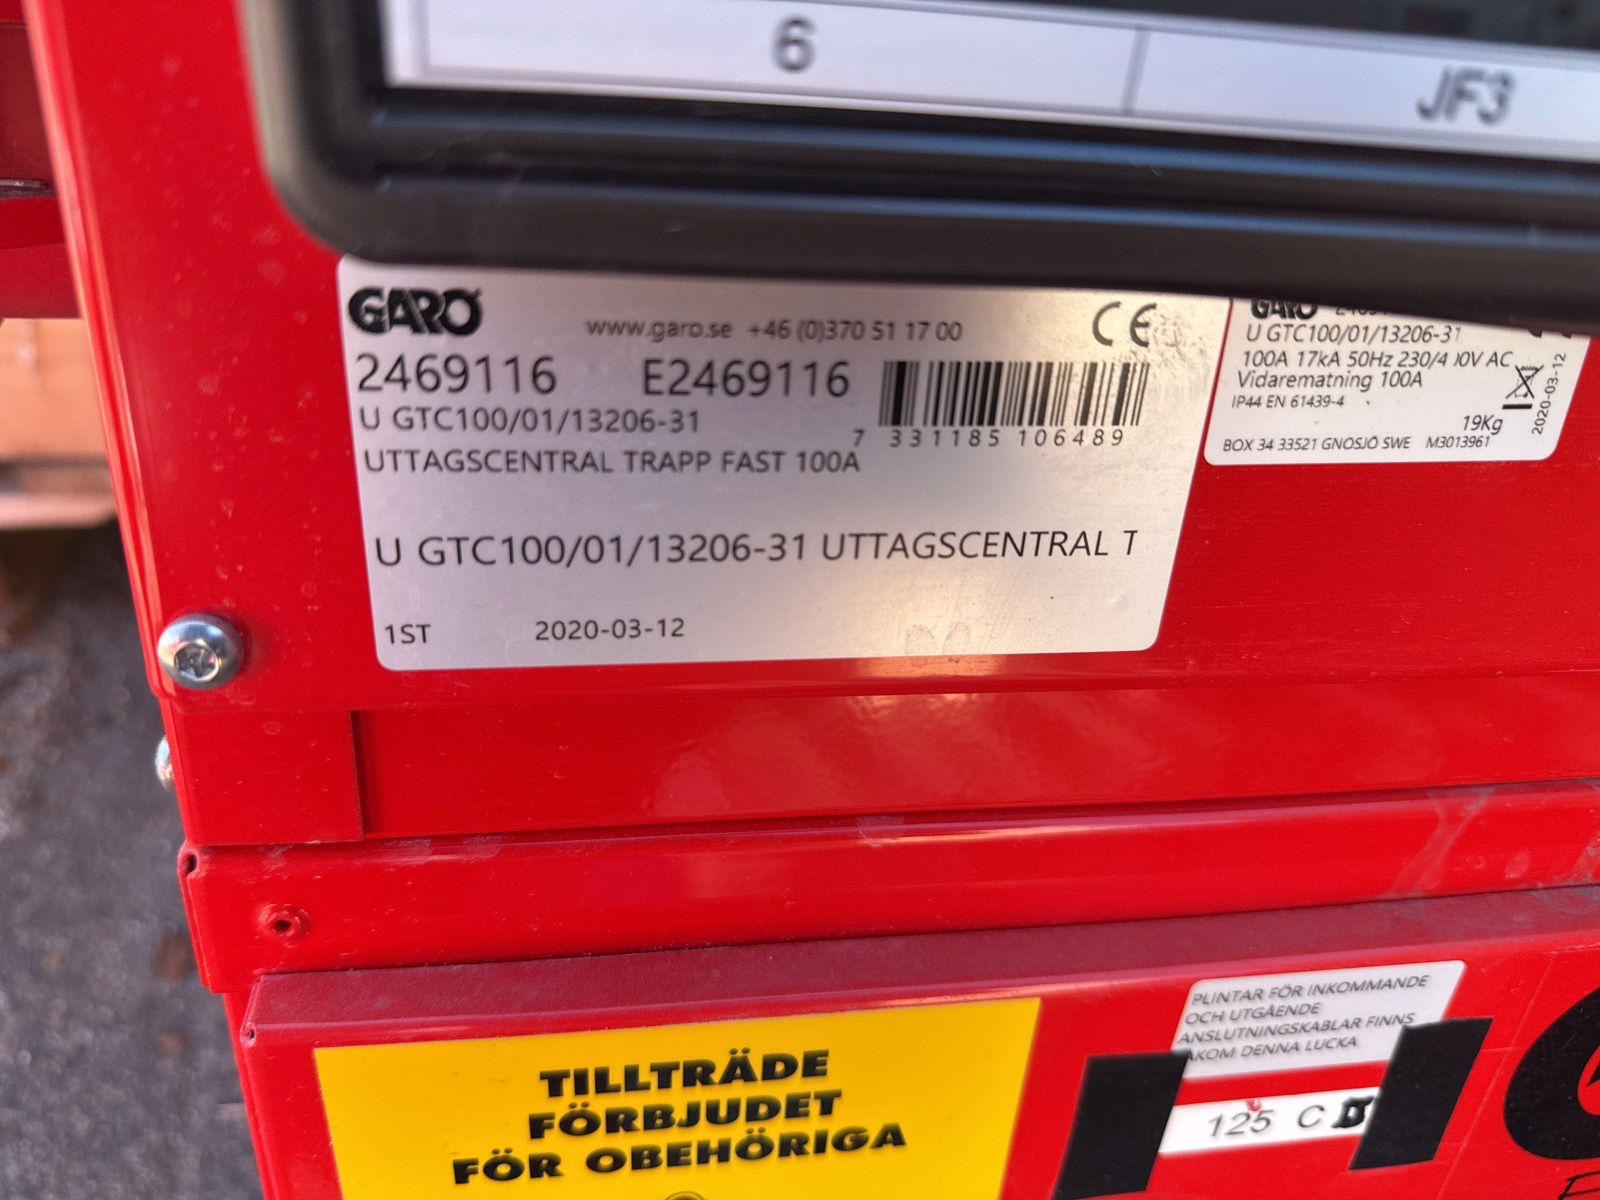 6
JF3
GARO
www.garo.se +46 (0)370 51 17 00
CE
2469116 E2469116
U GTC100/01/13206-31
7 331185 106489
UTTAGSCENTRAL TRAPP FAST 100A
U GTC100/01/13206-31 UTTAGSCENTRAL T
1ST 2020-03-12
GARO
U GTC100/01/13206-31
100A 17kA 50Hz 230/400V AC
Vidarematning 100A
IP44 EN 61439-4
19Kg
2020-03-12
BOX 34 33521 GNOSJÖ SWE M3013961
PLINTAR FÖR INKOMMANDE
OCH UTGÅENDE
ANSLUTNINGSKABLAR FINNS
BAKOM DENNA LUCKA
125 C
TILLTRÄDE
FÖRBJUDET
FÖR OBEHÖRIGA